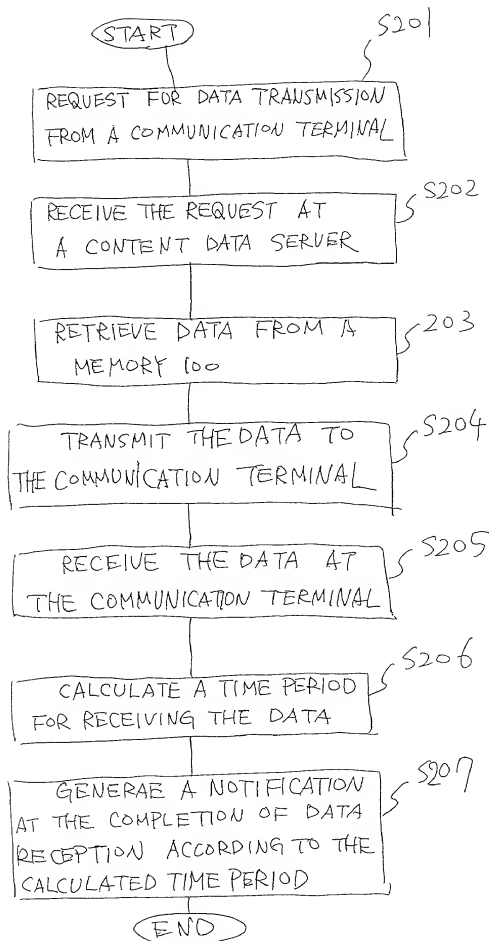 START
S201
REQUEST FOR DATA TRANSMISSION
FROM A COMMUNICATION TERMINAL
S202
RECEIVE THE REQUEST AT
A CONTENT DATA SERVER
203
RETRIEVE DATA FROM A
MEMORY 100
S204
TRANSMIT THE DATA TO
THE COMMUNICATION TERMINAL
S205
RECEIVE THE DATA AT
THE COMMUNICATION TERMINAL
S206
CALCULATE A TIME PERIOD
FOR RECEIVING THE DATA
S207
GENERAE A NOTIFICATION
AT THE COMPLETION OF DATA
RECEPTION ACCORDING TO THE
CALCULATED TIME PERIOD
END